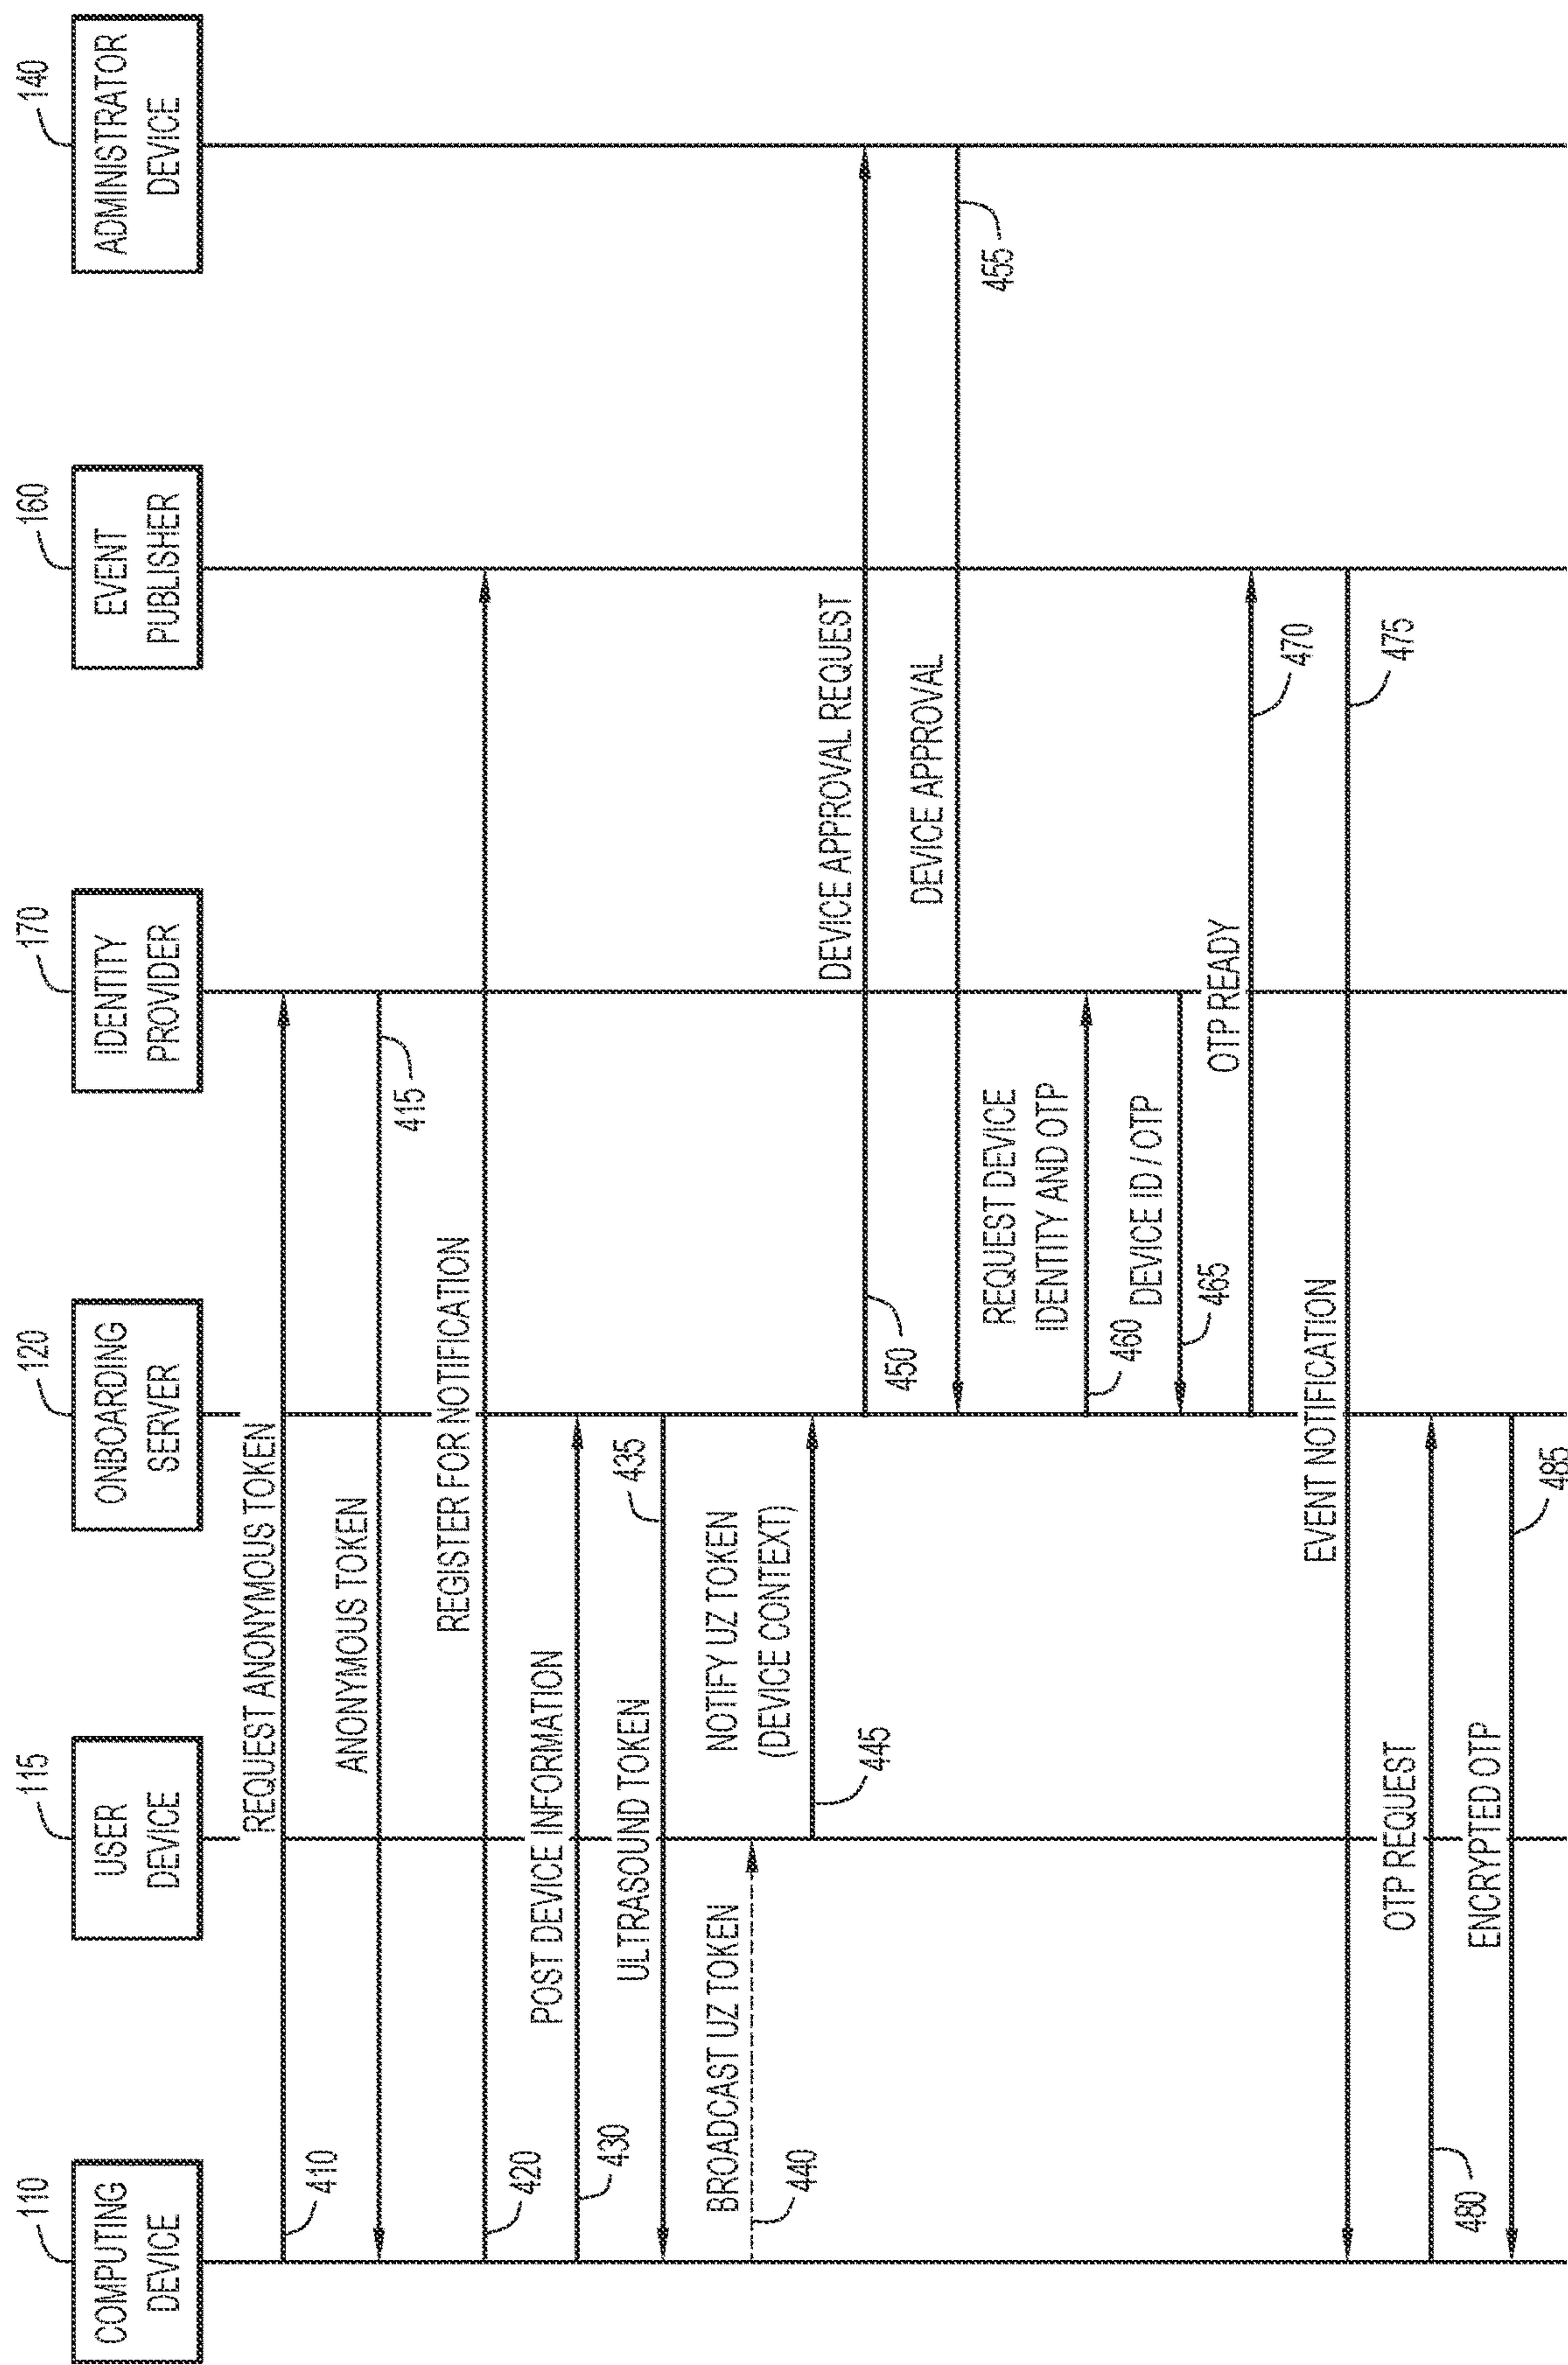 110
COMPUTING
DEVICE
115
USER
DEVICE
120
ONBOARDING
SERVER
170
IDENTITY
PROVIDER
160
EVENT
PUBLISHER
140
ADMINISTRATOR
DEVICE
REQUEST ANONYMOUS TOKEN
410
ANONYMOUS TOKEN
415
REGISTER FOR NOTIFICATION
420
POST DEVICE INFORMATION
430
ULTRASOUND TOKEN
435
BROADCAST UZ TOKEN
440
NOTIFY UZ TOKEN
(DEVICE CONTEXT)
445
DEVICE APPROVAL REQUEST
450
DEVICE APPROVAL
455
REQUEST DEVICE
IDENTITY AND OTP
460
DEVICE ID / OTP
465
OTP READY
470
EVENT NOTIFICATION
475
OTP REQUEST
480
ENCRYPTED OTP
485